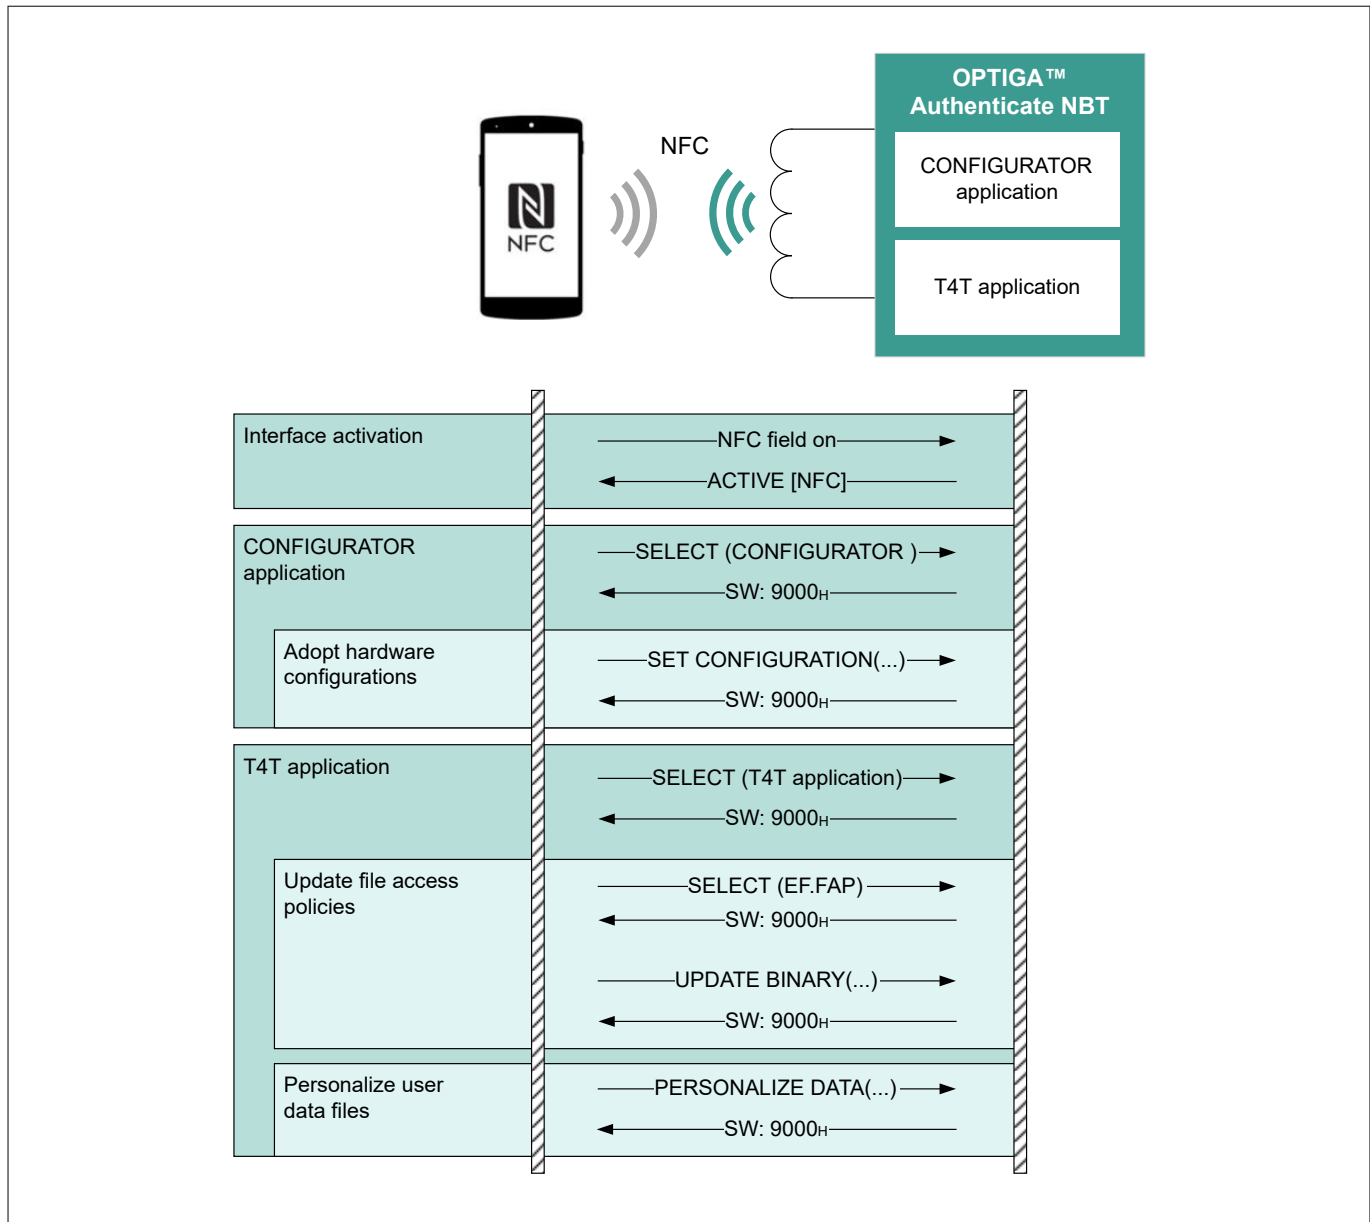 OPTIGA™
Authenticate NBT
CONFIGURATOR
application
T4T application
NFC
NFC
Interface activation
NFC field on
ACTIVE [NFC]
CONFIGURATOR
application
SELECT (CONFIGURATOR )
SW: 9000H
Adopt hardware
configurations
SET CONFIGURATION(...)
SW: 9000H
T4T application
SELECT (T4T application)
SW: 9000H
Update file access
policies
SELECT (EF.FAP)
SW: 9000H
UPDATE BINARY(...)
SW: 9000H
Personalize user
data files
PERSONALIZE DATA(...)
SW: 9000H